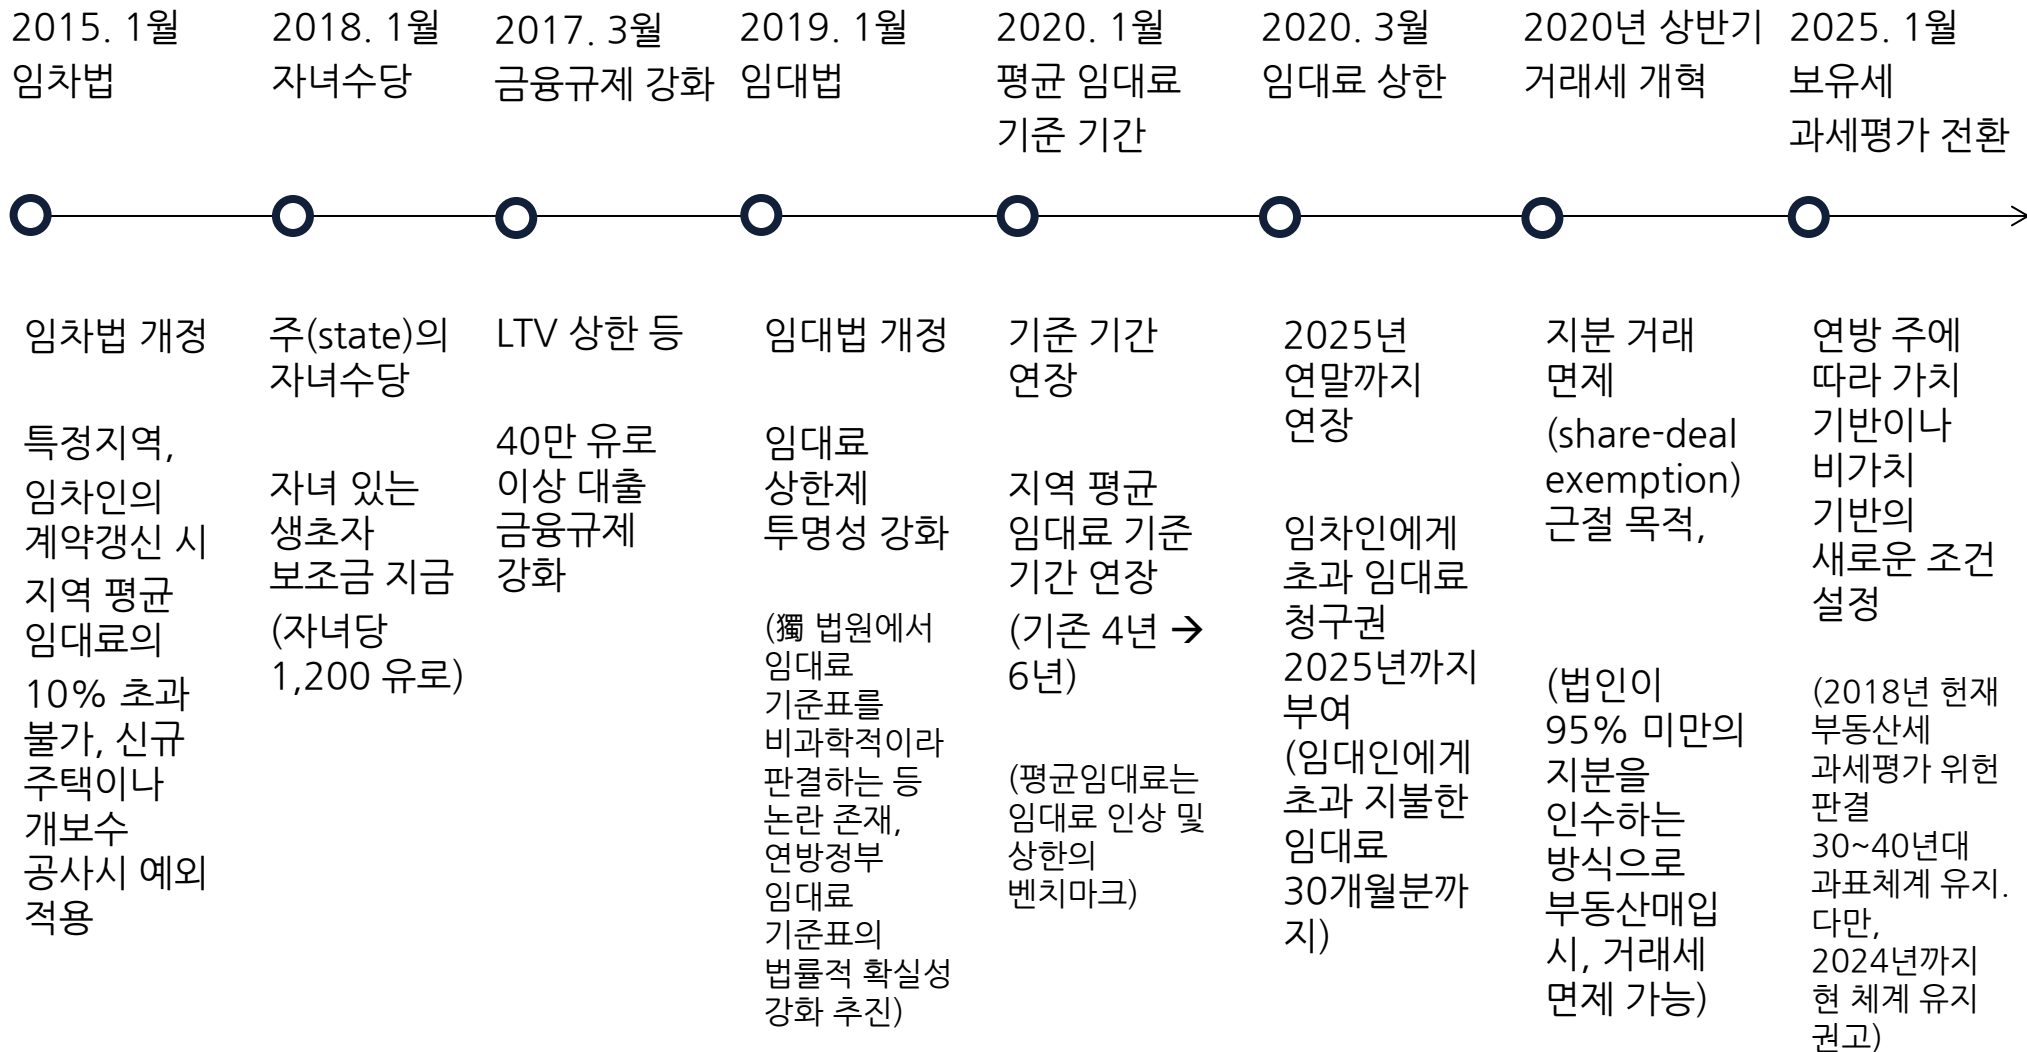 2015. 1월
임차법
2018. 1월
자녀수당
2017. 3월
금융규제 강화
2019. 1월
임대법
2020. 1월
평균 임대료
기준 기간
2020. 3월
임대료 상한
2020년 상반기
거래세 개혁
2025. 1월
보유세
과세평가 전환
임차법 개정
특정지역,
임차인의
계약갱신 시
지역 평균
임대료의
10% 초과
불가, 신규
주택이나
개보수
공사시 예외
적용
주(state)의
자녀수당
자녀 있는
생초자
보조금 지금
(자녀당
1,200 유로)
LTV 상한 등
40만 유로
이상 대출
금융규제
강화
임대법 개정
임대료
상한제
투명성 강화
(獨 법원에서
임대료
기준표를
비과학적이라
판결하는 등
논란 존재,
연방정부
임대료
기준표의
법률적 확실성
강화 추진)
기준 기간
연장
지역 평균
임대료 기준
기간 연장
(기존 4년 →
6년)
(평균임대료는
임대료 인상 및
상한의
벤치마크)
2025년
연말까지
연장
임차인에게
초과 임대료
청구권
2025년까지
부여
(임대인에게
초과 지불한
임대료
30개월분까
지)
지분 거래
면제
(share-deal
exemption)
근절 목적,
(법인이
95% 미만의
지분을
인수하는
방식으로
부동산매입
시, 거래세
면제 가능)
연방 주에
따라 가치
기반이나
비가치
기반의
새로운 조건
설정
(2018년 헌재
부동산세
과세평가 위헌
판결
30~40년대
과표체계 유지.
다만,
2024년까지
현 체계 유지
권고)